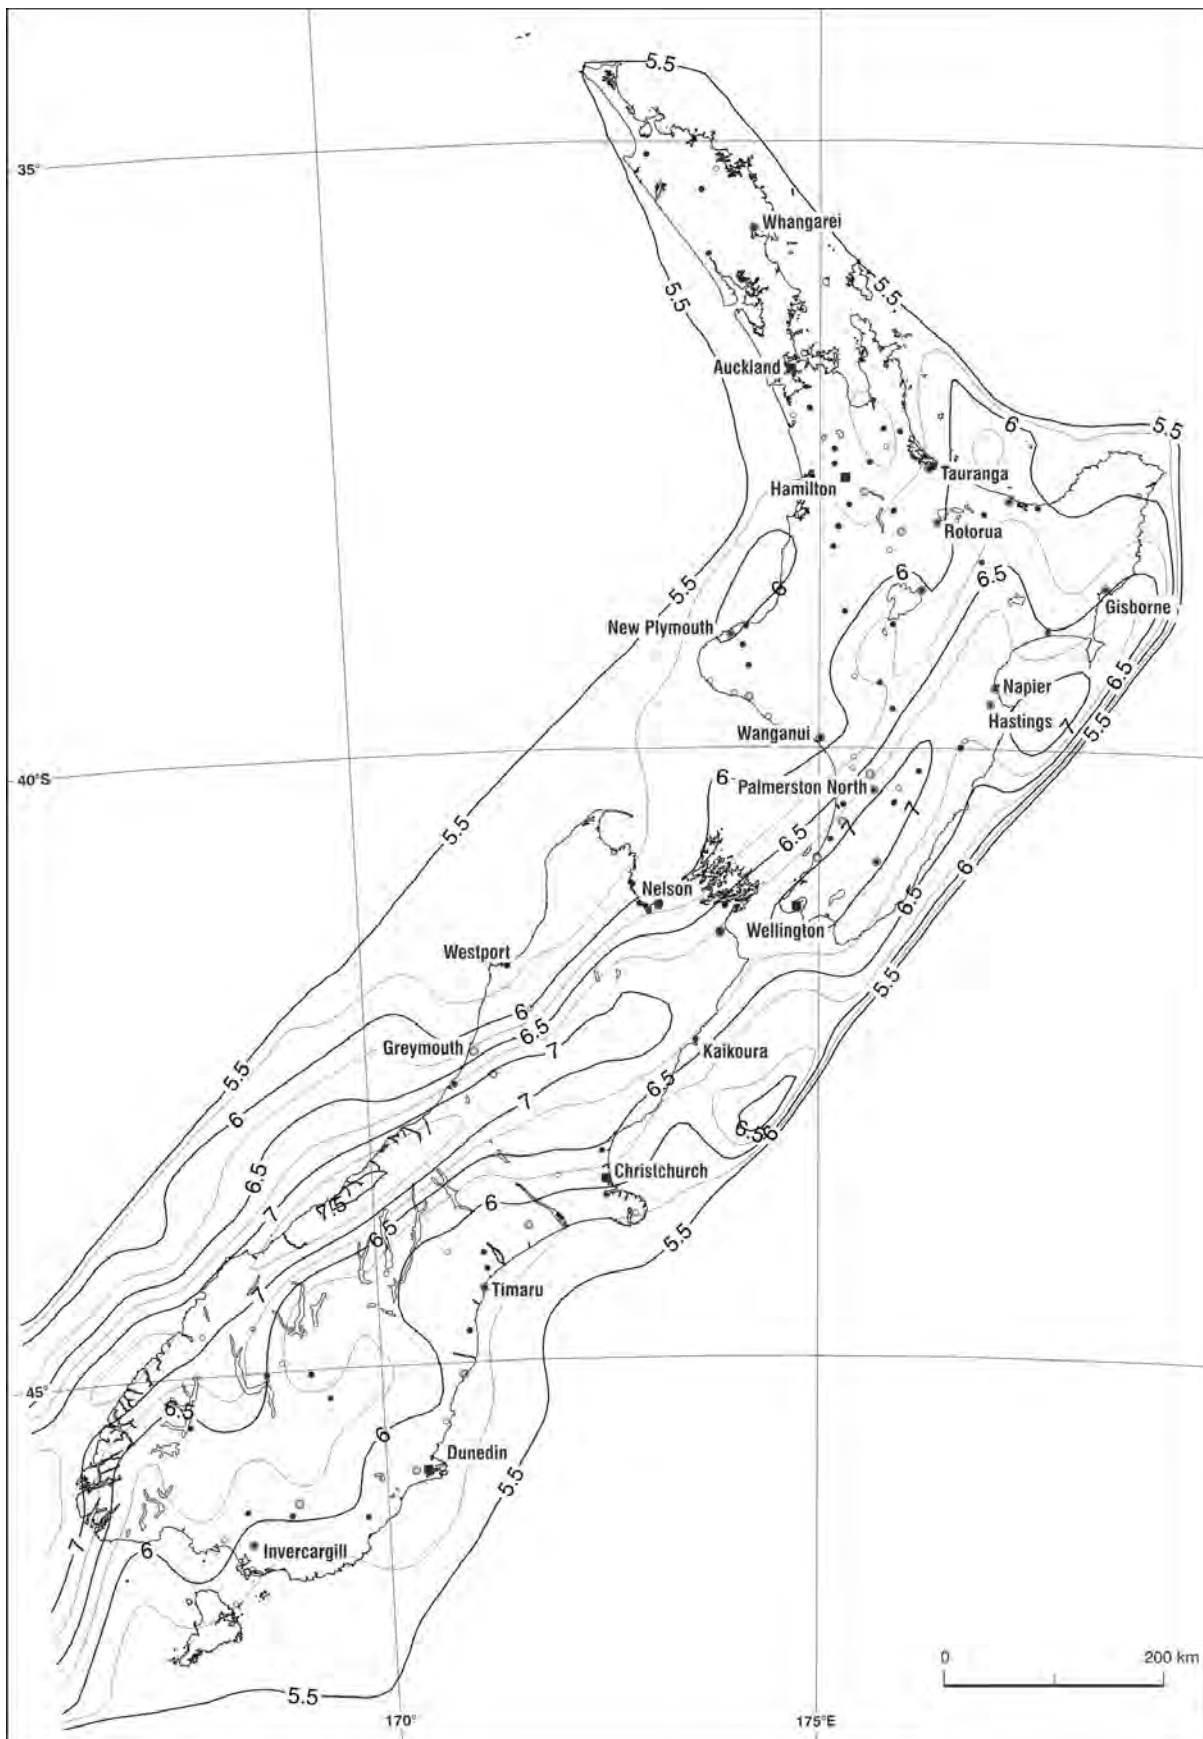 5.5
35°
Whangarei
5.5
5.5
Auckland
6
5.5
Tauranga
Hamilton
Rotorua
6
6.5
5.5
6
Gisborne
New Plymouth
6.5
Napier
7
Hastings
5.5
Wanganui
40°S
6
Palmerston North
5.5
6.5
7
6
Nelson
6.5
Wellington
Westport
5.5
6
6.5
Greymouth
7
Kaikoura
5.5
6.5
7
6
6.5
6
Christchurch
6.5
7
7.5
6
6.5
5.5
7
Timaru
45°
6.5
6
Dunedin
5.5
7
6
Invercargill
0
200 km
5.5
170°
175°E